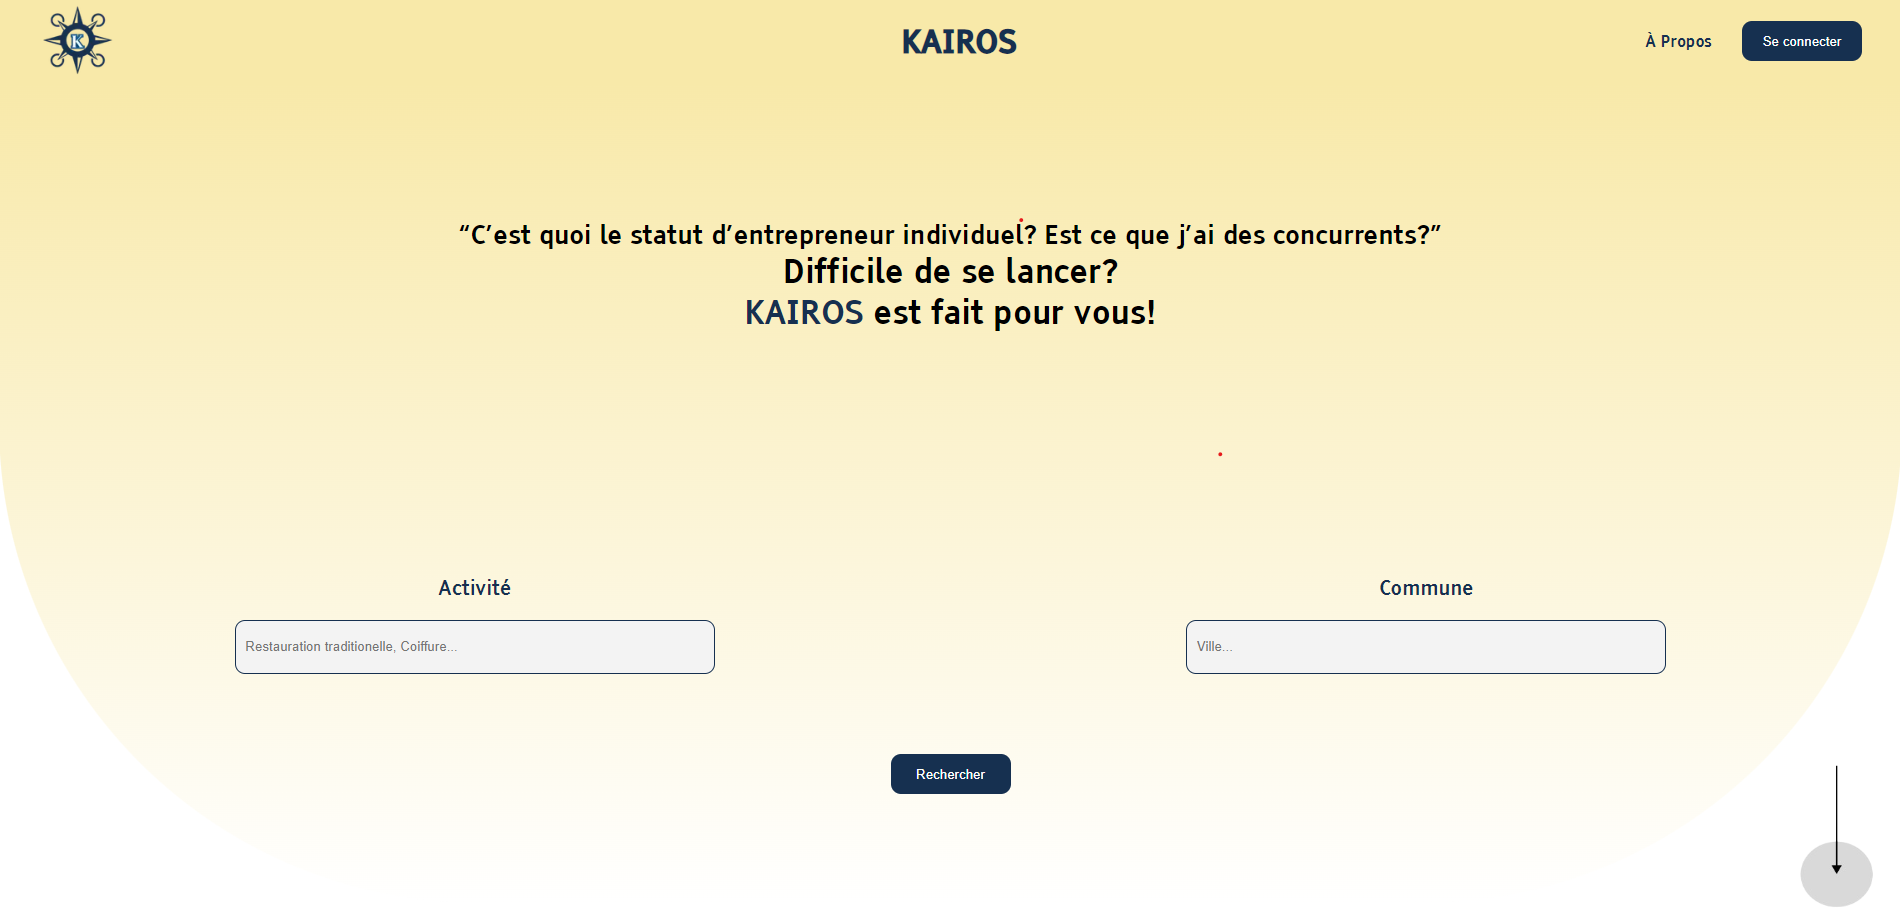 K
KAIROS
À Propos
Se connecter
“C’est quoi le statut d’entrepreneur individuel? Est ce que j’ai des concurrents?”
Difficile de se lancer?
KAIROS est fait pour vous!
Activité
Commune
Restauration traditionelle, Coiffure...
Ville...
Rechercher